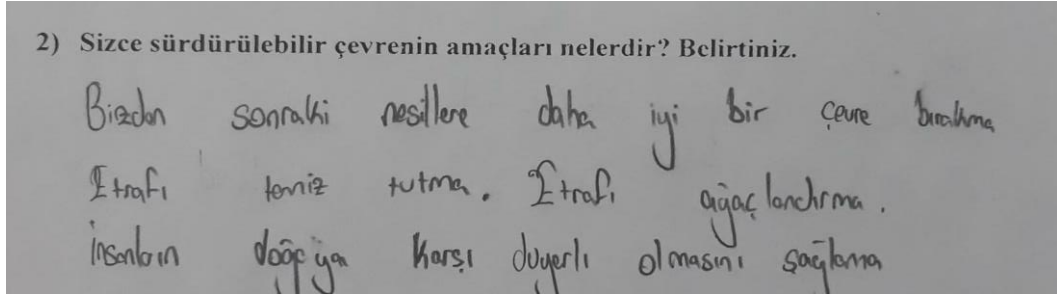 2) Sizce sürdürülebilir çevrenin amaçları nelerdir? Belirtiniz.
Bizden sonraki nesillere daha iyi bir çevre bırakma
Etrafı temiz tutma. Etrafı ağaçlandırma.
İnsanların doğaya karşı duyarlı olmasını sağlama